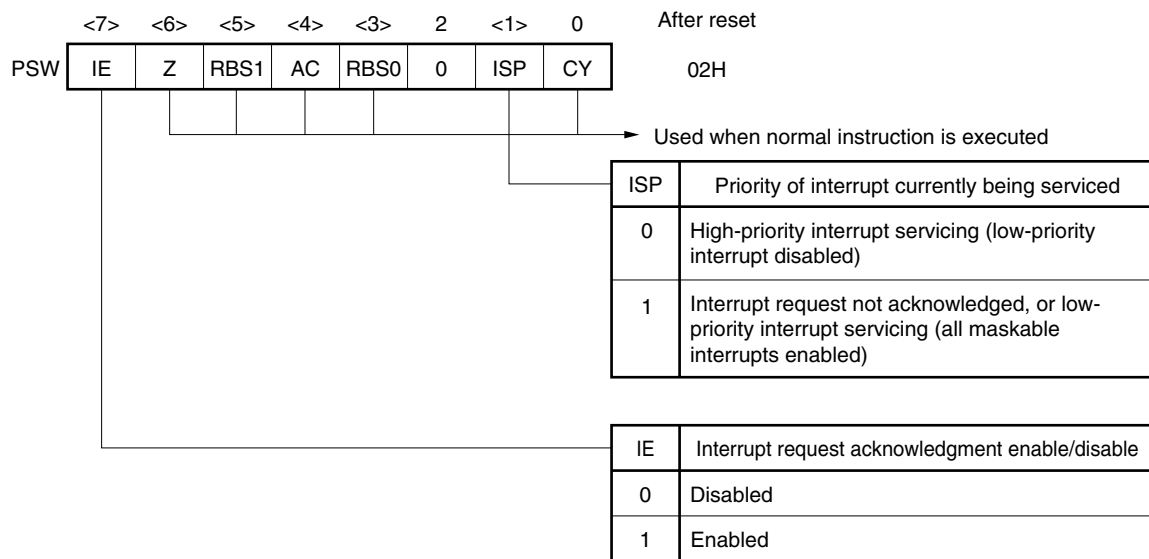 <7> <6> <5> <4> <3> 2 <1> 0 After reset
PSW IE Z RBS1 AC RBS0 0 ISP CY 02H
Used when normal instruction is executed
ISP Priority of interrupt currently being serviced
0 High-priority interrupt servicing (low-priority
interrupt disabled)
1 Interrupt request not acknowledged, or low-
priority interrupt servicing (all maskable
interrupts enabled)
IE Interrupt request acknowledgment enable/disable
0 Disabled
1 Enabled